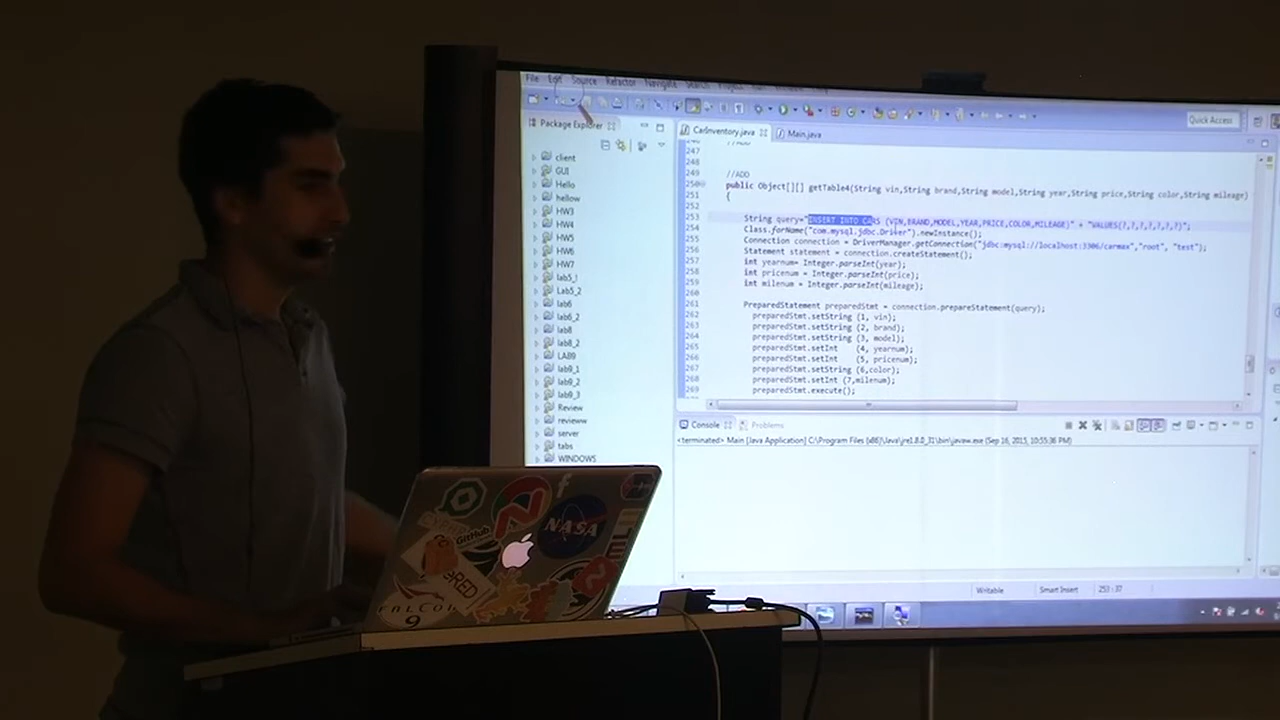 File Edit Source Refactor Navigate Search Project
Quick Access
Package Explorer
CarInventory.java
Main.java
client
GUI
Hello
hellow
HW3
HW4
HW5
HW6
HW7
lab5_!
Lab5_2
lab6
lab6_2
lab8
lab8_2
LAB9
lab9_1
lab9_2
lab9_3
Review
revieww
server
tabs
WINDOWS
247 //ADD
248
249 //ADD
250 public Object[][] getTable4(String vin,String brand,String model,String year,String price,String color,String mileage)
251 {
252
253 String query="INSERT INTO CARS (VIN,BRAND,MODEL,YEAR,PRICE,COLOR,MILEAGE)" + "VALUES(?,?,?,?,?,?,?)";
254 Class.forName("com.mysql.jdbc.Driver").newInstance();
255 Connection connection = DriverManager.getConnection("jdbc:mysql://localhost:3306/carmax","root", "test");
256 Statement statement = connection.createStatement();
257 int yearnum= Integer.parseInt(year);
258 int pricenum = Integer.parseInt(price);
259 int milenum = Integer.parseInt(mileage);
260
261 PreparedStatement preparedStmt = connection.prepareStatement(query);
262 preparedStmt.setString (1, vin);
263 preparedStmt.setString (2, brand);
264 preparedStmt.setString (3, model);
265 preparedStmt.setInt (4, yearnum);
266 preparedStmt.setInt (5, pricenum);
267 preparedStmt.setString (6,color);
268 preparedStmt.setInt (7,milenum);
269 preparedStmt.execute();
Console
Problems
<terminated> Main [Java Application] C:\Program Files (x86)\Java\jre1.8.0_31\bin\javaw.exe (Sep 16, 2015, 10:55:36 PM)
Writable
Smart Insert
253 : 37
NASA
GitHub
FALCON
9